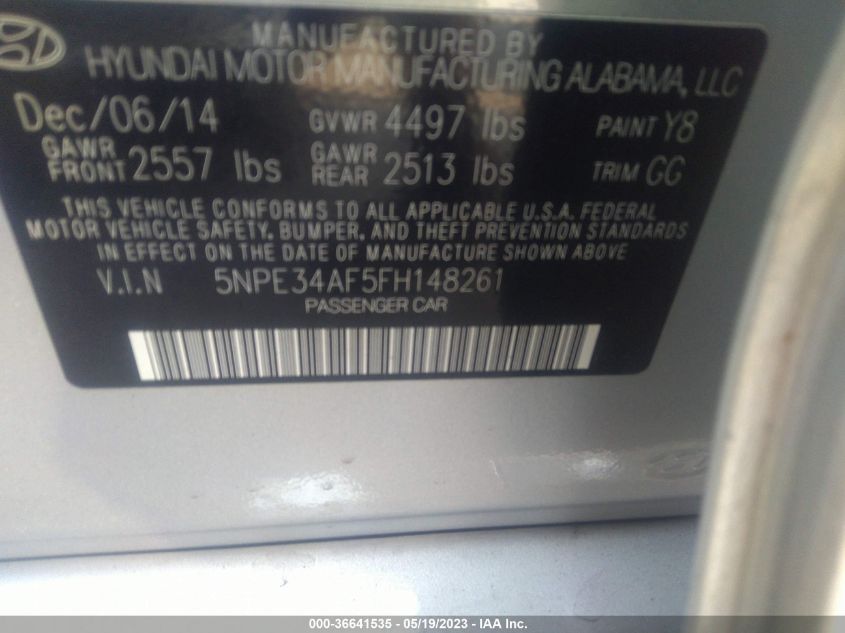 MANUFACTURED BY
HYUNDAI MOTOR MANUFACTURING ALABAMA, LLC
Dec/06/14 GVWR 4497 lbs PAINT Y8
GAWR FRONT 2557 lbs GAWR REAR 2513 lbs TRIM GG
THIS VEHICLE CONFORMS TO ALL APPLICABLE U.S.A. FEDERAL
MOTOR VEHICLE SAFETY, BUMPER, AND THEFT PREVENTION STANDARDS
IN EFFECT ON THE DATE OF MANUFACTURE SHOWN ABOVE
V.I.N 5NPE34AF5FH148261
PASSENGER CAR
000-36641535 - 05/19/2023 - IAA, Inc.